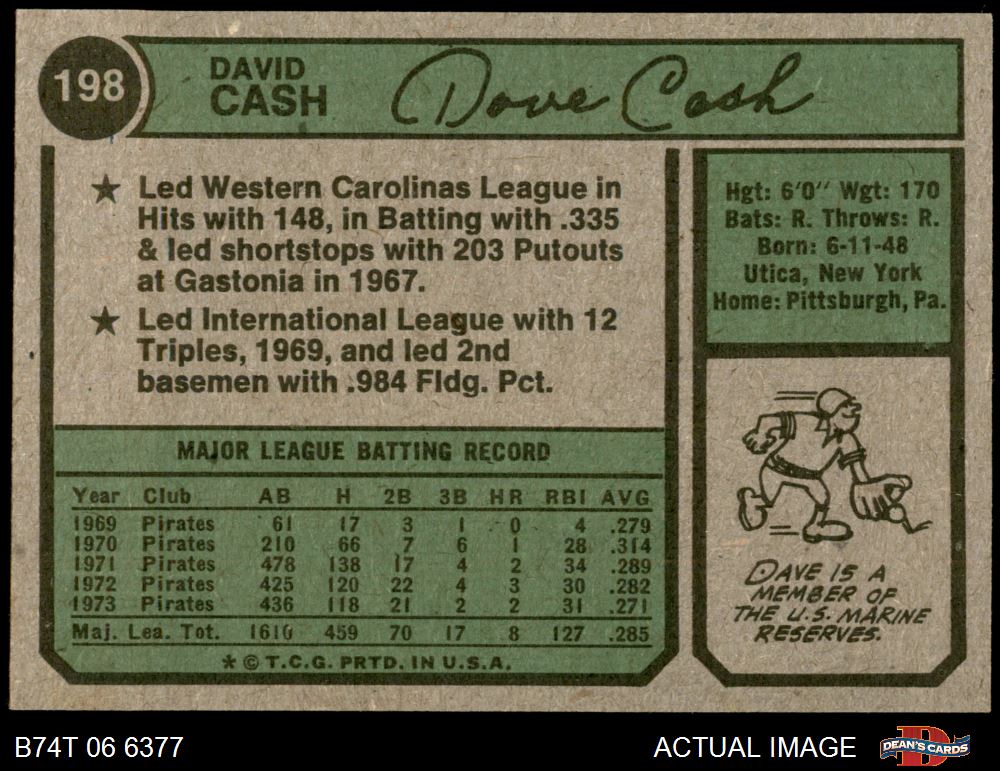 198
DAVID
CASH
Dave Cash
★ Led Western Carolinas League in
Hits with 148, in Batting with .335
& led shortstops with 203 Putouts
at Gastonia in 1967.
★ Led International League with 12
Triples, 1969, and led 2nd
basemen with .984 Fldg. Pct.
MAJOR LEAGUE BATTING RECORD
Year Club AB H 2B 3B HR RBI AVG
1969 Pirates 61 17 3 1 0 4 .279
1970 Pirates 210 66 7 6 1 28 .314
1971 Pirates 478 138 17 4 2 34 .289
1972 Pirates 425 120 22 4 3 30 .282
1973 Pirates 436 118 21 2 2 31 .271
Maj. Lea. Tot. 1610 459 70 17 8 127 .285
* © T.C.G. PRTD. IN U.S.A.
Hgt: 6'0" Wgt: 170
Bats: R. Throws: R.
Born: 6-11-48
Utica, New York
Home: Pittsburgh, Pa.
DAVE IS A
MEMBER OF
THE U.S. MARINE
RESERVES.
B74T 06 6377
ACTUAL IMAGE
DEAN'S CARDS